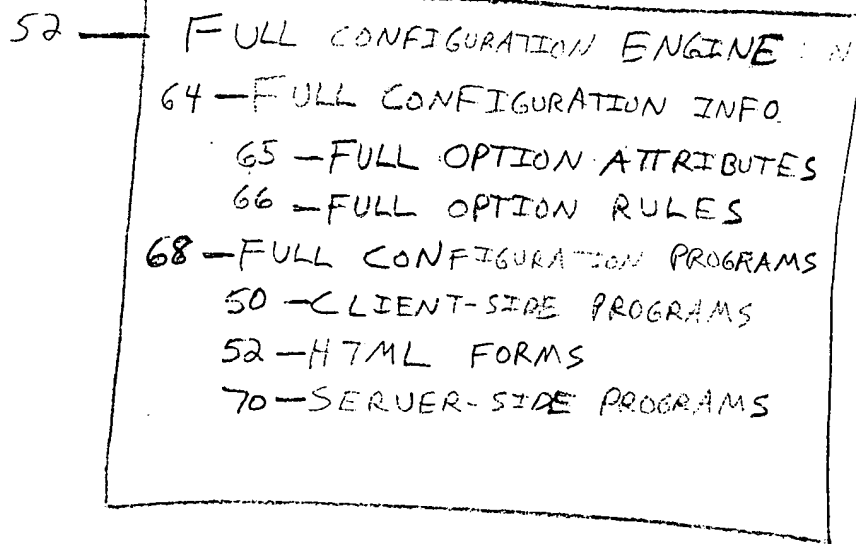 52 — FULL CONFIGURATION ENGINE
64 — FULL CONFIGURATION INFO.
65 — FULL OPTION ATTRIBUTES
66 — FULL OPTION RULES
68 — FULL CONFIGURATION PROGRAMS
50 — CLIENT-SIDE PROGRAMS
52 — HTML FORMS
70 — SERVER-SIDE PROGRAMS